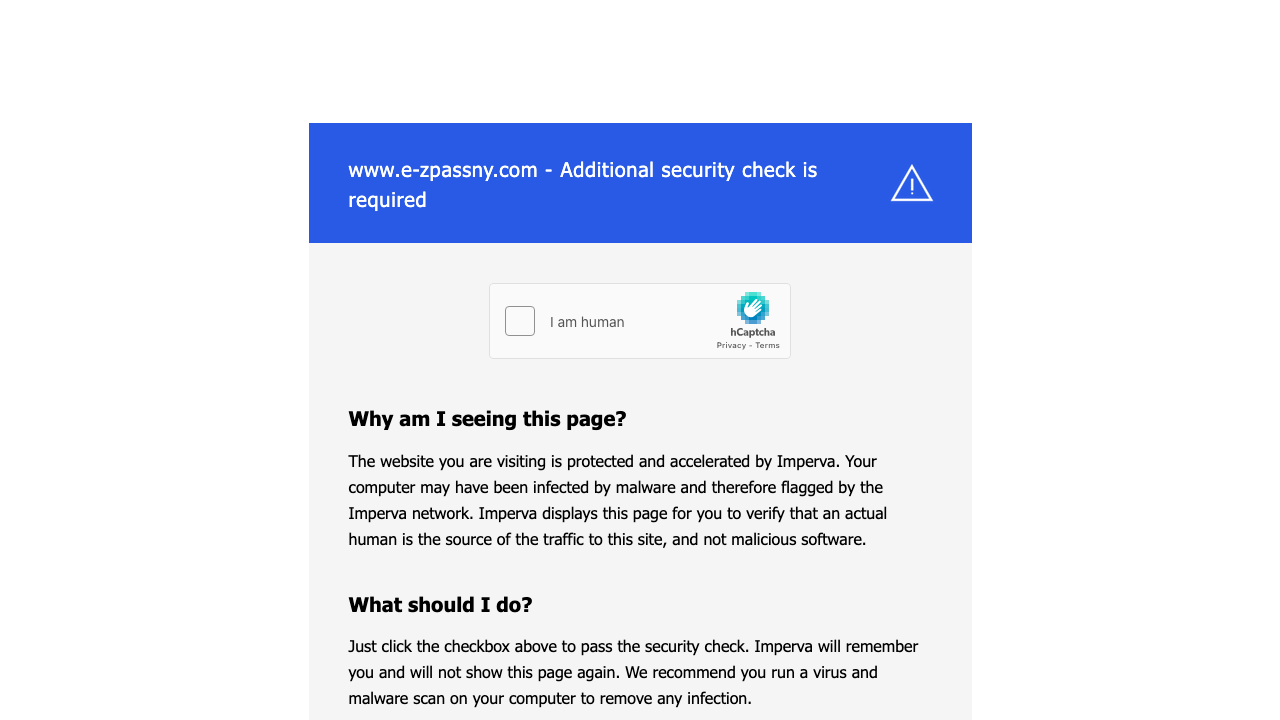 www.e-zpassny.com - Additional security check is
required
I am human
hCaptcha
Privacy - Terms
Why am I seeing this page?
The website you are visiting is protected and accelerated by Imperva. Your
computer may have been infected by malware and therefore flagged by the
Imperva network. Imperva displays this page for you to verify that an actual
human is the source of the traffic to this site, and not malicious software.
What should I do?
Just click the checkbox above to pass the security check. Imperva will remember
you and will not show this page again. We recommend you run a virus and
malware scan on your computer to remove any infection.